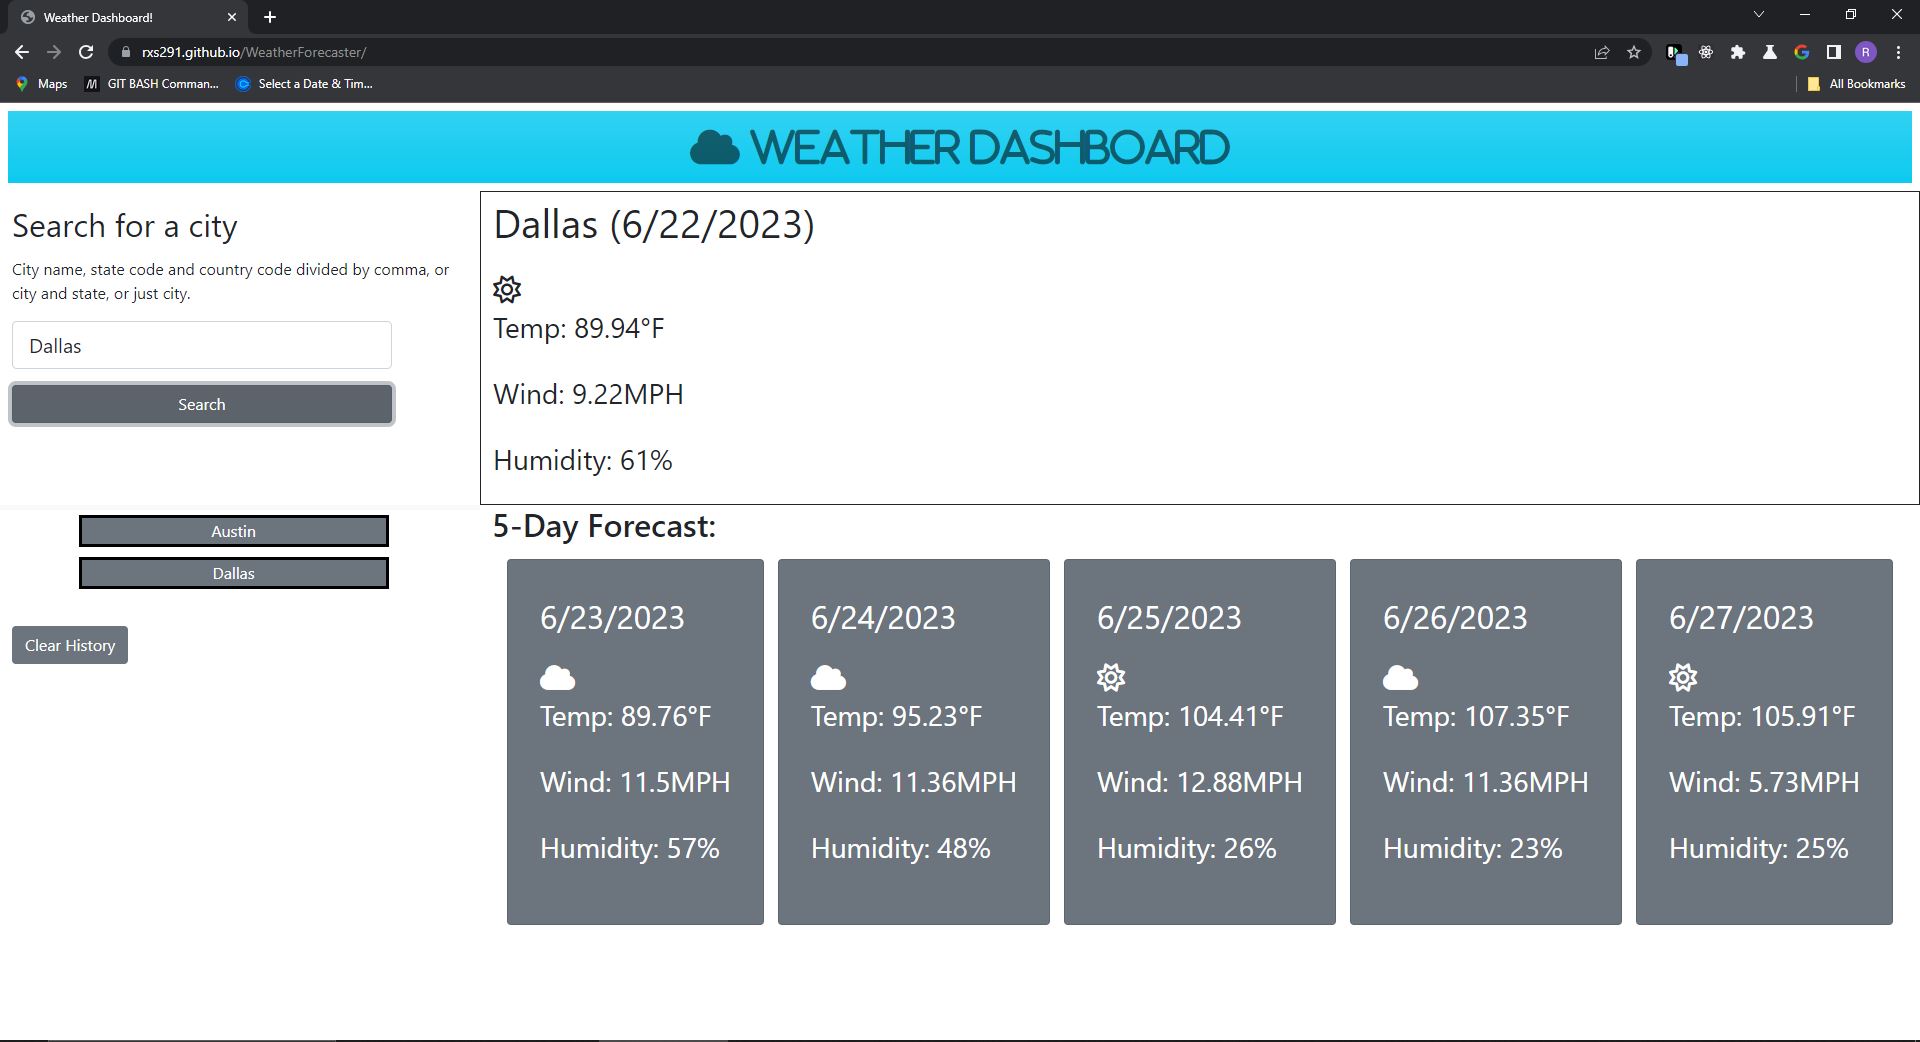 Weather Dashboard!
rxs291.github.io/WeatherForecaster/
R
Maps
M
GIT BASH Comman...
Select a Date & Tim...
All Bookmarks
WEATHER DASHBOARD
Search for a city
City name, state code and country code divided by comma, or
city and state, or just city.
Dallas
Search
Austin
Dallas
Clear History
Dallas (6/22/2023)
Temp: 89.94°F
Wind: 9.22MPH
Humidity: 61%
5-Day Forecast:
6/23/2023
Temp: 89.76°F
Wind: 11.5MPH
Humidity: 57%
6/24/2023
Temp: 95.23°F
Wind: 11.36MPH
Humidity: 48%
6/25/2023
Temp: 104.41°F
Wind: 12.88MPH
Humidity: 26%
6/26/2023
Temp: 107.35°F
Wind: 11.36MPH
Humidity: 23%
6/27/2023
Temp: 105.91°F
Wind: 5.73MPH
Humidity: 25%